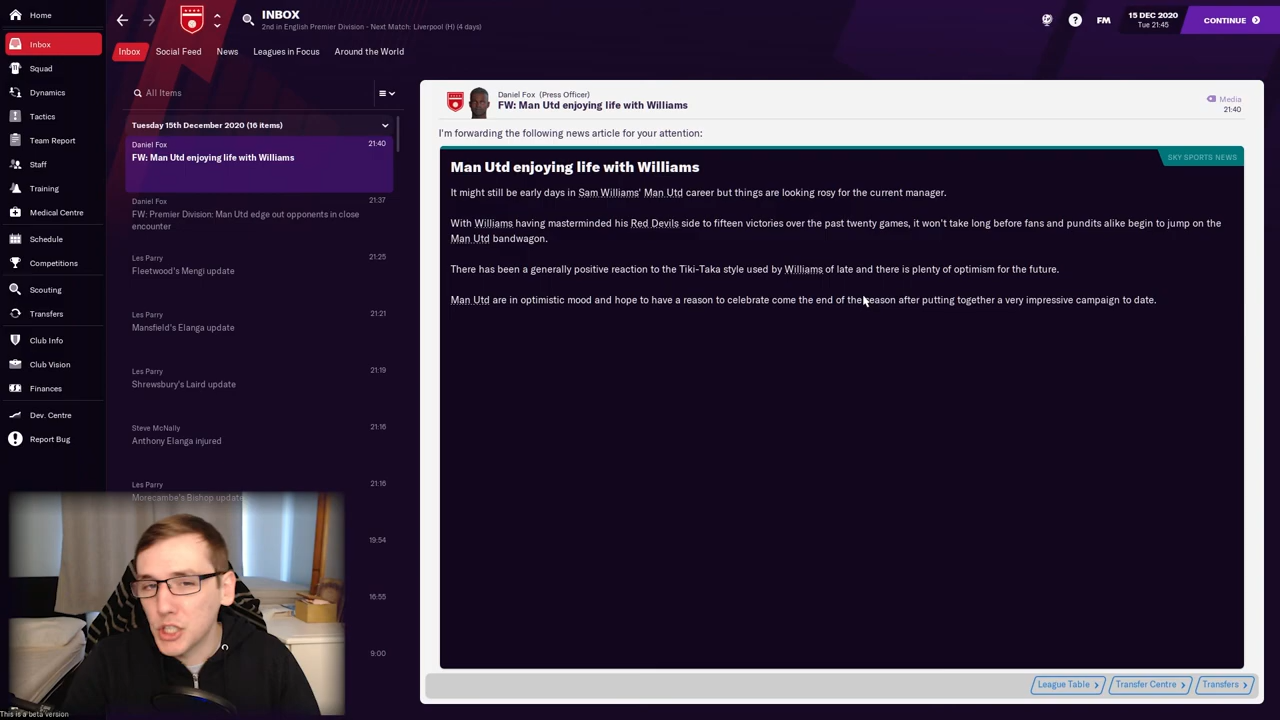 Home
Inbox
Squad
Dynamics
Tactics
Team Report
Staff
Training
Medical Centre
Schedule
Competitions
Scouting
Transfers
Club Info
Club Vision
Finances
Dev. Centre
Report Bug
INBOX
2nd in English Premier Division - Next Match: Liverpool (H) (4 days)
FM
15 DEC 2020
Tue 21:45
CONTINUE
Inbox Social Feed News Leagues in Focus Around the World
All Items
Tuesday 15th December 2020 (16 items)
Daniel Fox 21:40
FW: Man Utd enjoying life with Williams
Daniel Fox 21:37
FW: Premier Division: Man Utd edge out opponents in close
encounter
Les Parry 21:25
Fleetwood's Mengi update
Les Parry 21:21
Mansfield's Elanga update
Les Parry 21:19
Shrewsbury's Laird update
Steve McNally 21:16
Anthony Elanga injured
Les Parry 21:16
Morecambe's Bishop update
19:54
16:55
9:00
Daniel Fox (Press Officer)
FW: Man Utd enjoying life with Williams
Media
21:40
I'm forwarding the following news article for your attention:
SKY SPORTS NEWS
Man Utd enjoying life with Williams
It might still be early days in Sam Williams' Man Utd career but things are looking rosy for the current manager.
With Williams having masterminded his Red Devils side to fifteen victories over the past twenty games, it won't take long before fans and pundits alike begin to jump on the
Man Utd bandwagon.
There has been a generally positive reaction to the Tiki-Taka style used by Williams of late and there is plenty of optimism for the future.
Man Utd are in optimistic mood and hope to have a reason to celebrate come the end of the season after putting together a very impressive campaign to date.
League Table
Transfer Centre
Transfers
This is a beta version